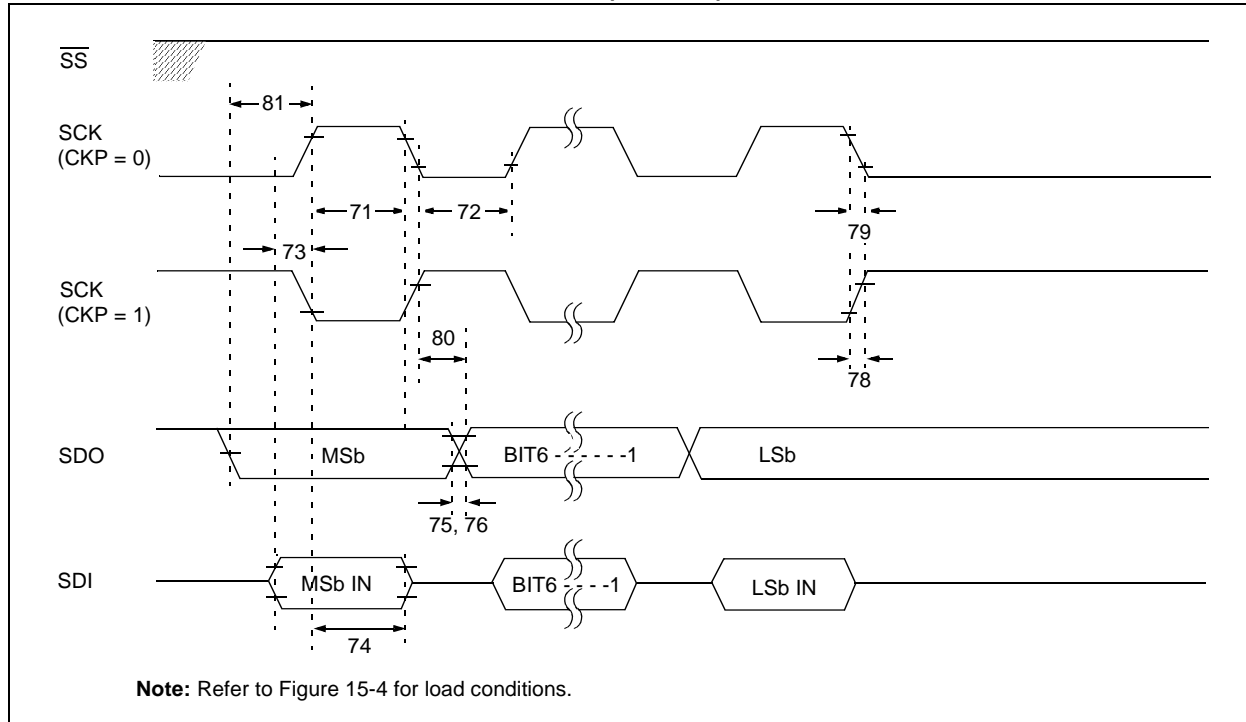 SS
81
SCK
(CKP = 0)
71
72
79
73
SCK
(CKP = 1)
80
78
SDO
MSb
BIT6 - - - - - -1
LSb
75, 76
SDI
MSb IN
BIT6 - - - -1
LSb IN
74
Note: Refer to Figure 15-4 for load conditions.